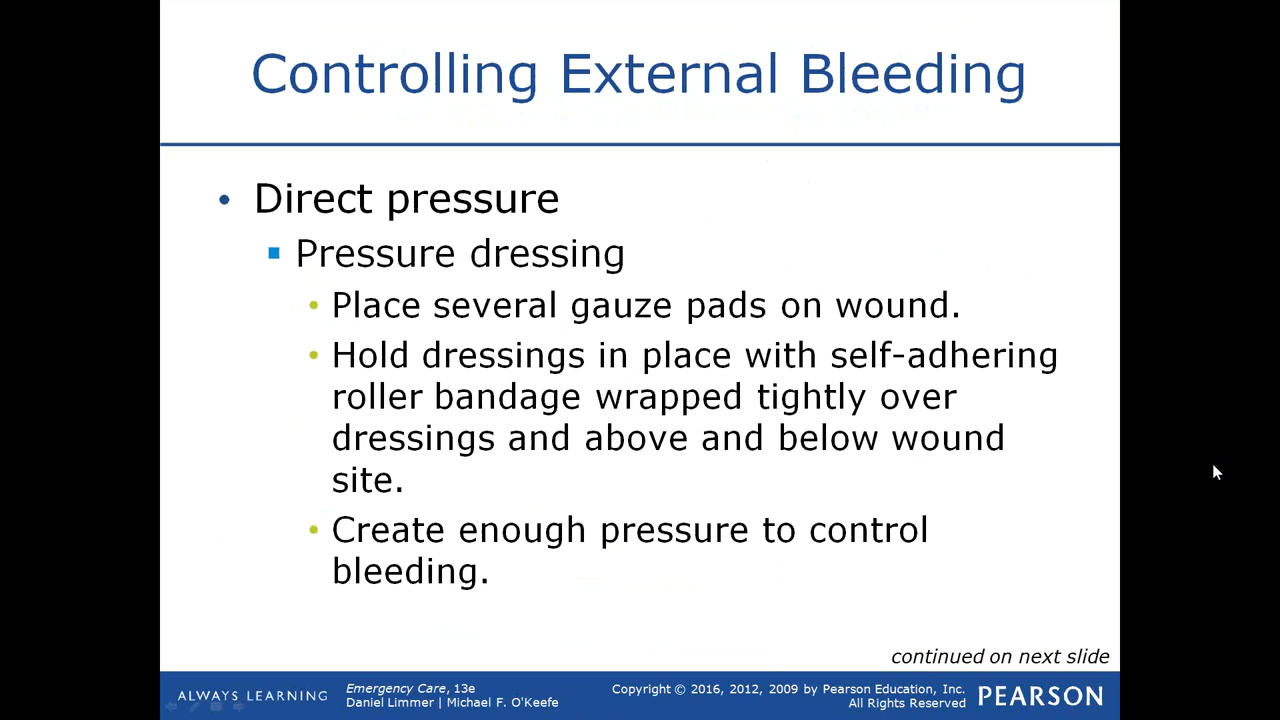 Controlling External Bleeding
• Direct pressure
▪ Pressure dressing
• Place several gauze pads on wound.
• Hold dressings in place with self-adhering
roller bandage wrapped tightly over
dressings and above and below wound
site.
• Create enough pressure to control
bleeding.
continued on next slide
ALWAYS LEARNING
Emergency Care, 13e
Daniel Limmer | Michael F. O'Keefe
Copyright © 2016, 2012, 2009 by Pearson Education, Inc.
All Rights Reserved
PEARSON